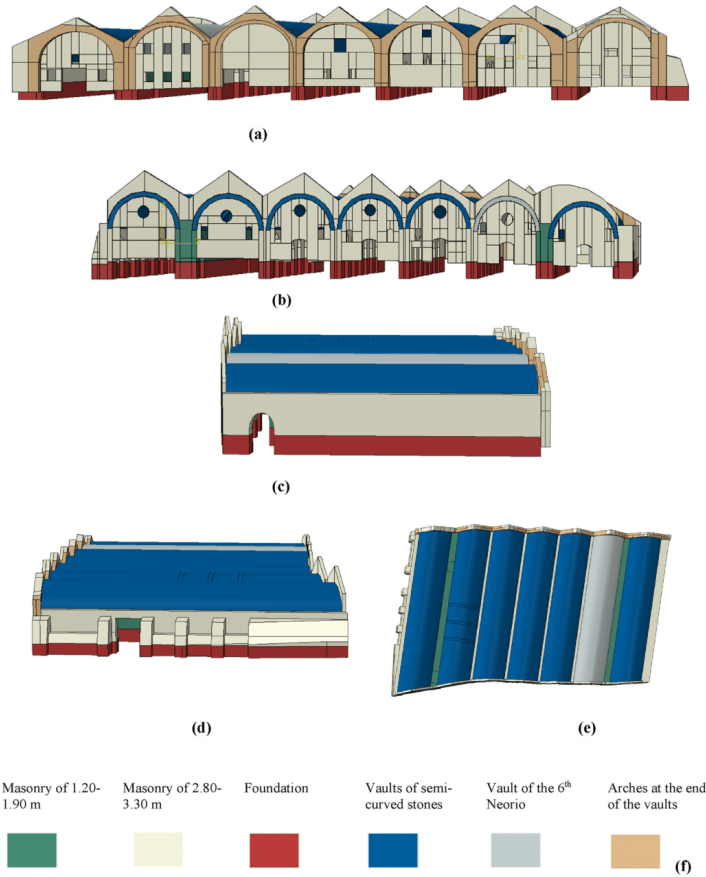 (a)
(b)
(c)
(d)
(e)
Masonry of 1.20-
1.90 m
Masonry of 2.80-
3.30 m
Foundation
Vaults of semi-
curved stones
Vault of the 6th
Neorio
Arches at the end
of the vaults
(f)